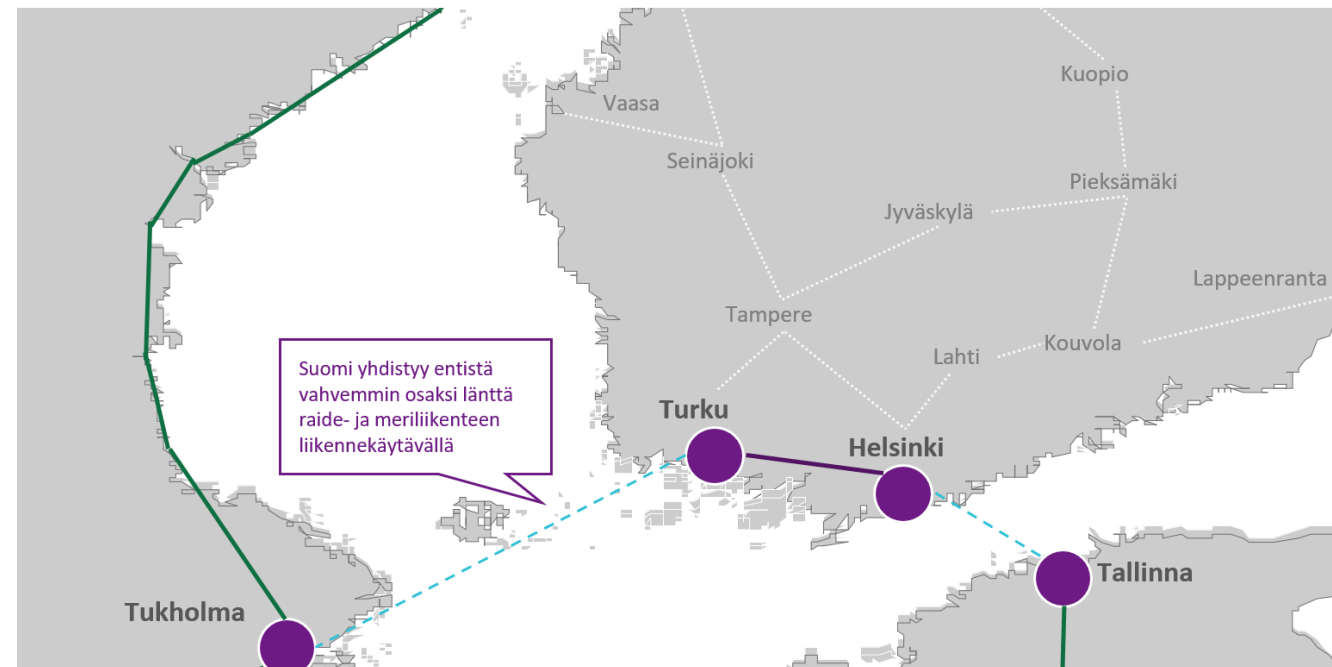 Kuopio
Vaasa
Seinäjoki
Pieksämäki
Jyväskylä
Lappeenranta
Tampere
Kouvola
Lahti
Suomi yhdistyy entistä
vahvemmin osaksi länttä
raide- ja meriliikenteen
liikennekäytävällä
Turku
Helsinki
Tallinna
Tukholma